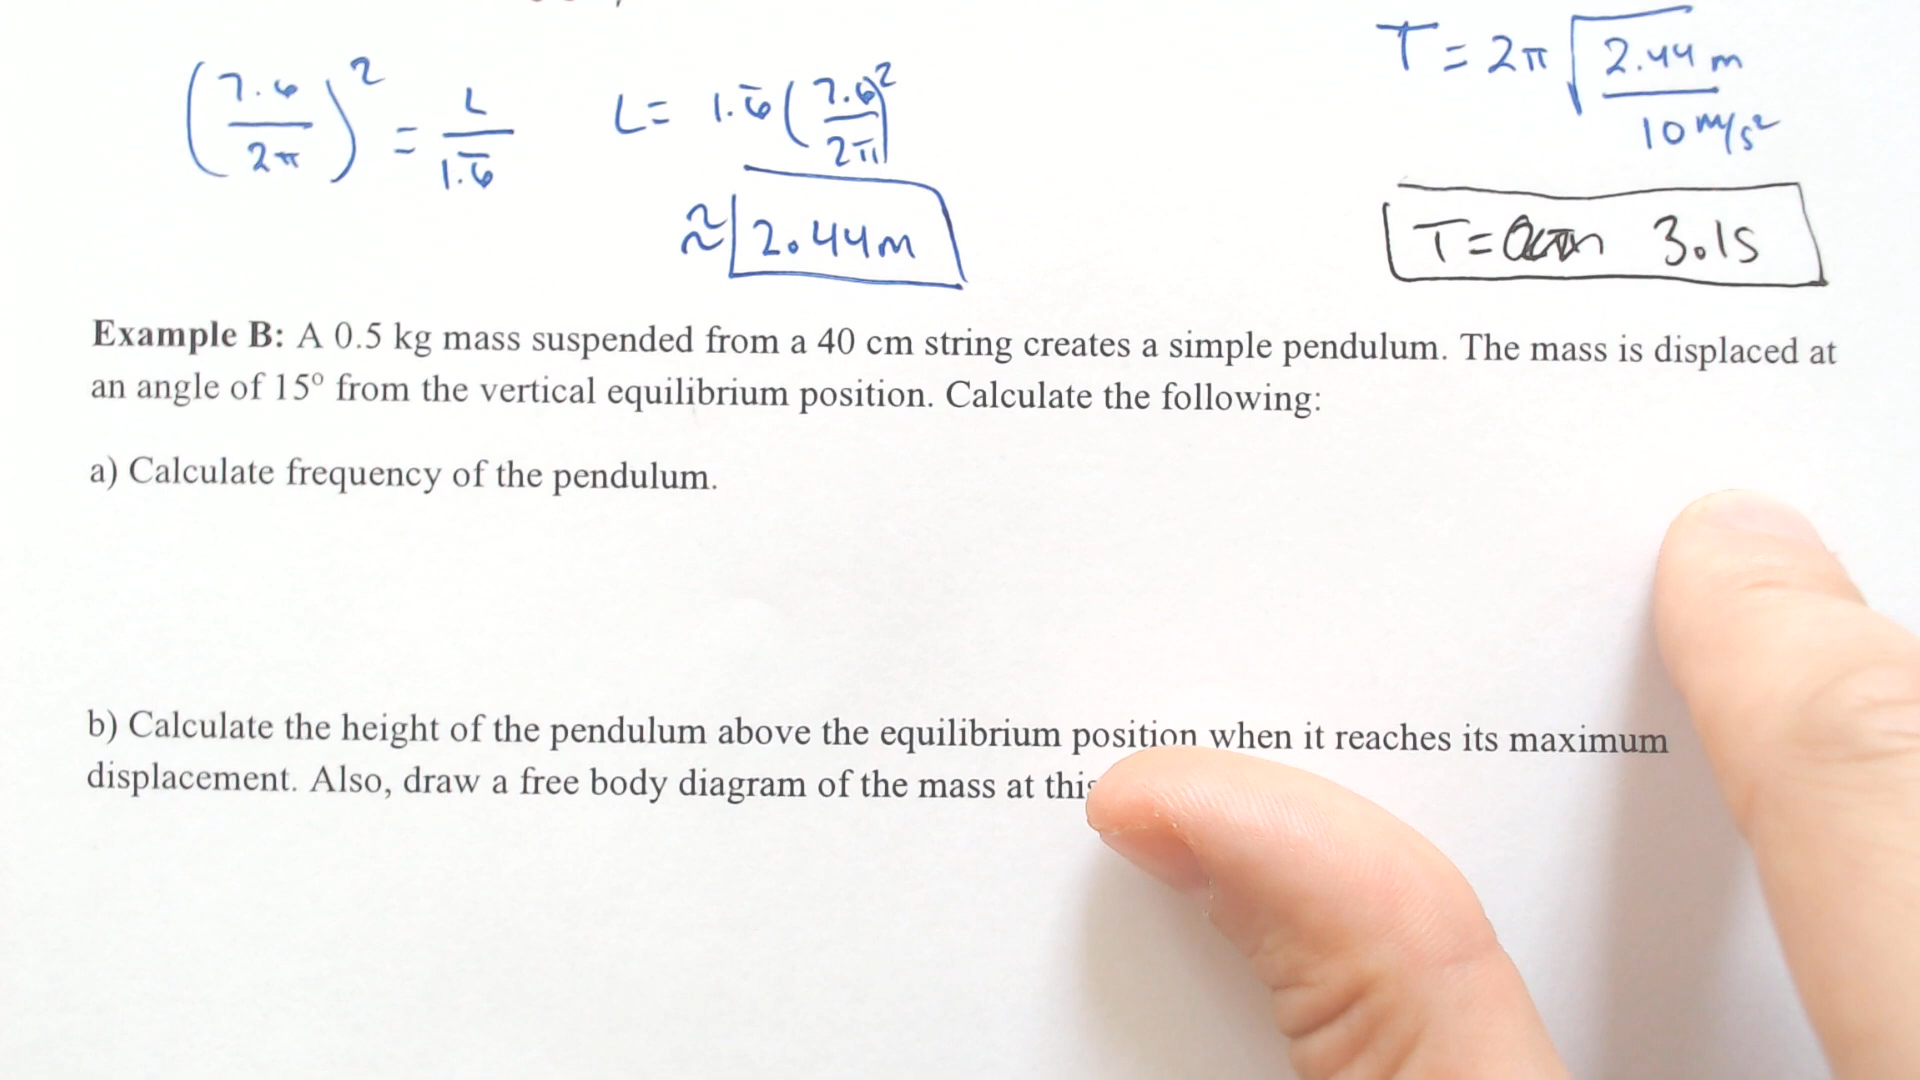 (7.6/2π)² = L/1.6̅ L = 1.6̅(7.6/2π)² T = 2π√(2.44 m/10 m/s²)
≈ 2.44m T = 3.1s
Example B: A 0.5 kg mass suspended from a 40 cm string creates a simple pendulum. The mass is displaced at
an angle of 15° from the vertical equilibrium position. Calculate the following:
a) Calculate frequency of the pendulum.
b) Calculate the height of the pendulum above the equilibrium position when it reaches its maximum
displacement. Also, draw a free body diagram of the mass at